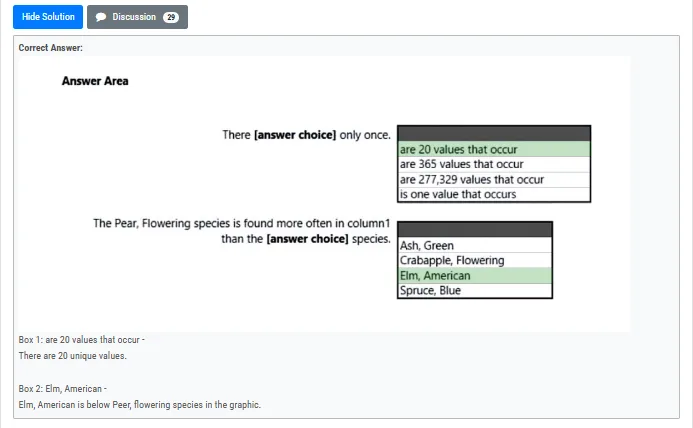 Hide Solution Discussion 29
Correct Answer:
Answer Area
There [answer choice] only once.
are 20 values that occur
are 365 values that occur
are 277,329 values that occur
is one value that occurs
The Pear, Flowering species is found more often in column1
than the [answer choice] species.
Ash, Green
Crabapple, Flowering
Elm, American
Spruce, Blue
Box 1: are 20 values that occur -
There are 20 unique values.
Box 2: Elm, American -
Elm, American is below Peer, flowering species in the graphic.